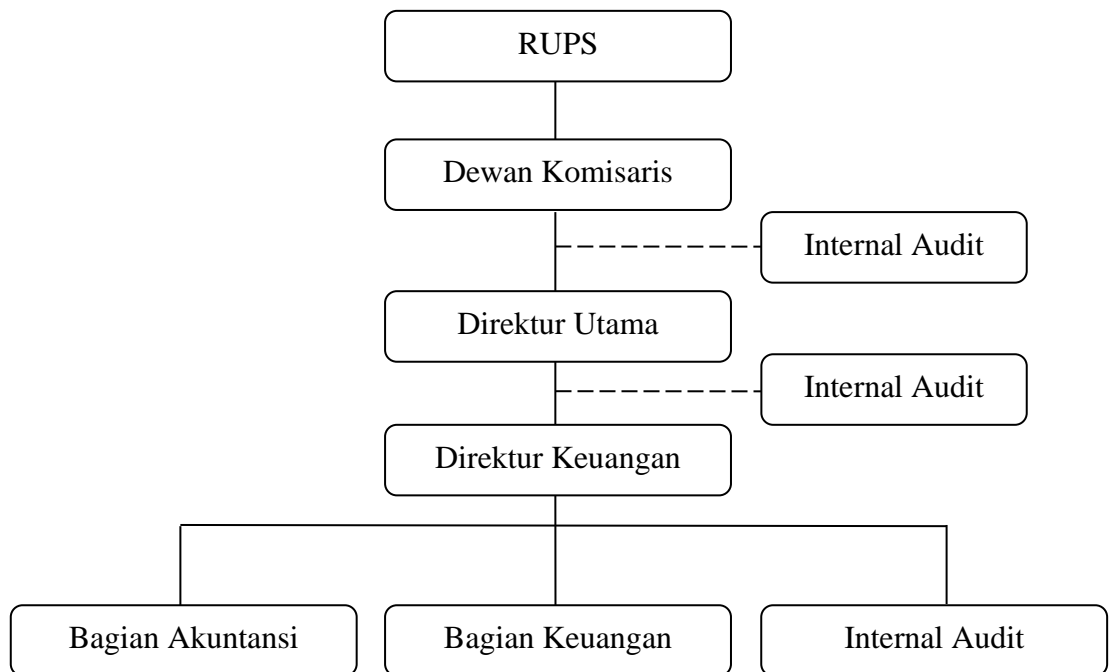 RUPS
Dewan Komisaris
Internal Audit
Direktur Utama
Internal Audit
Direktur Keuangan
Bagian Akuntansi
Bagian Keuangan
Internal Audit